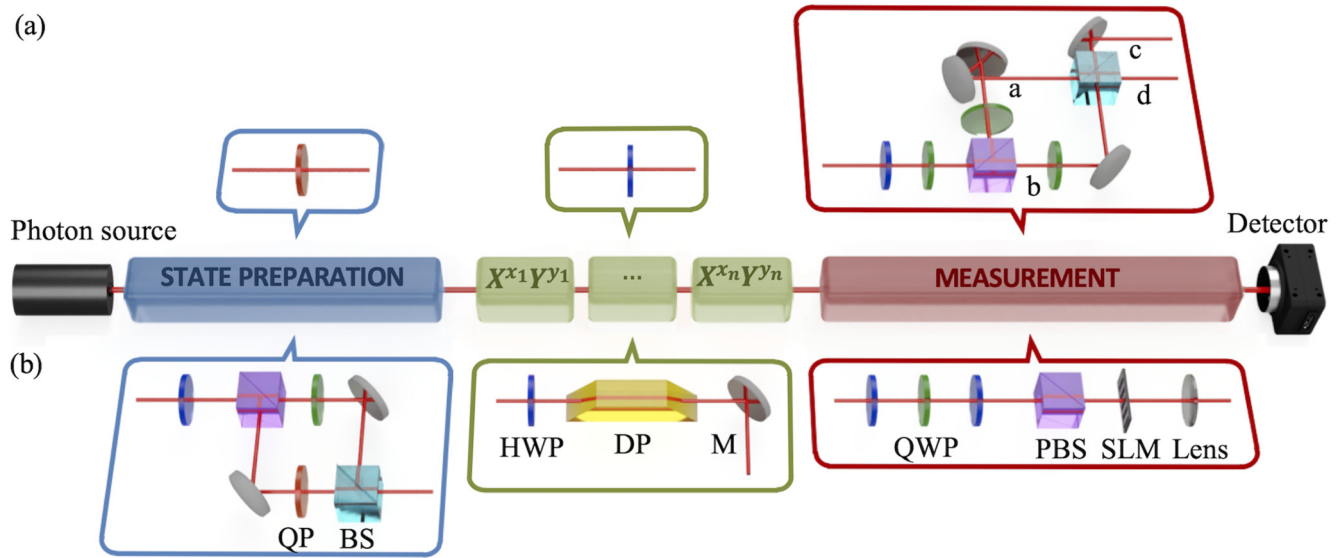 (a)
a
c
d
b
Photon source
Detector
STATE PREPARATION
X^{x_1}Y^{y_1}
...
X^{x_n}Y^{y_n}
MEASUREMENT
(b)
HWP
DP
M
QWP
PBS
SLM
Lens
QP
BS